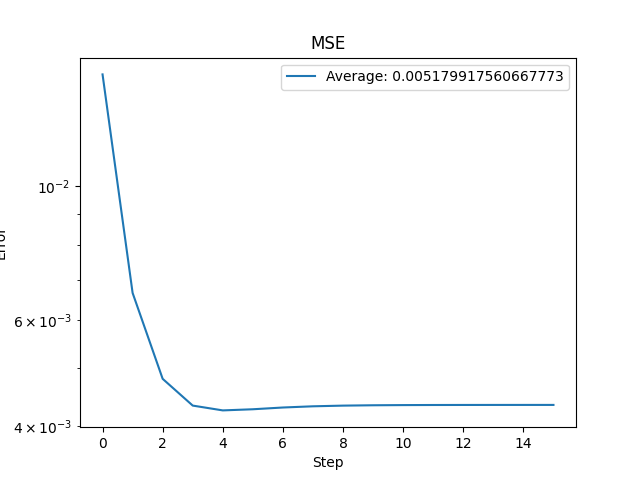 MSE
Average: 0.005179917560667773
10⁻²
6 × 10⁻³
4 × 10⁻³
Error
0 2 4 6 8 10 12 14
Step